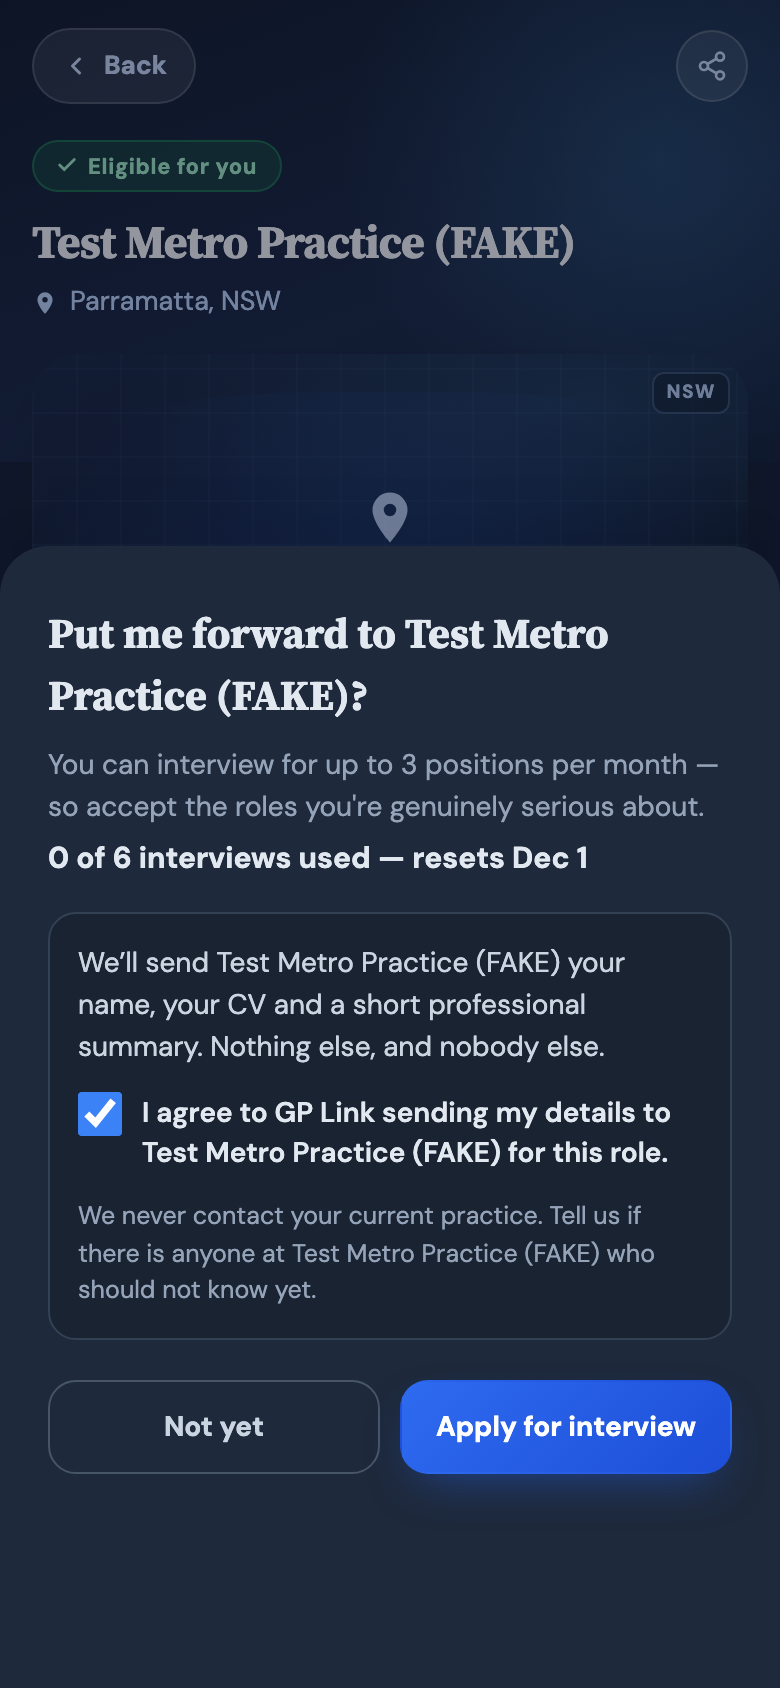 Back
Eligible for you
Test Metro Practice (FAKE)
Parramatta, NSW
NSW
Put me forward to Test Metro
Practice (FAKE)?
You can interview for up to 3 positions per month —
so accept the roles you're genuinely serious about.
0 of 6 interviews used — resets Dec 1
We’ll send Test Metro Practice (FAKE) your
name, your CV and a short professional
summary. Nothing else, and nobody else.
I agree to GP Link sending my details to
Test Metro Practice (FAKE) for this role.
We never contact your current practice. Tell us if
there is anyone at Test Metro Practice (FAKE) who
should not know yet.
Not yet
Apply for interview